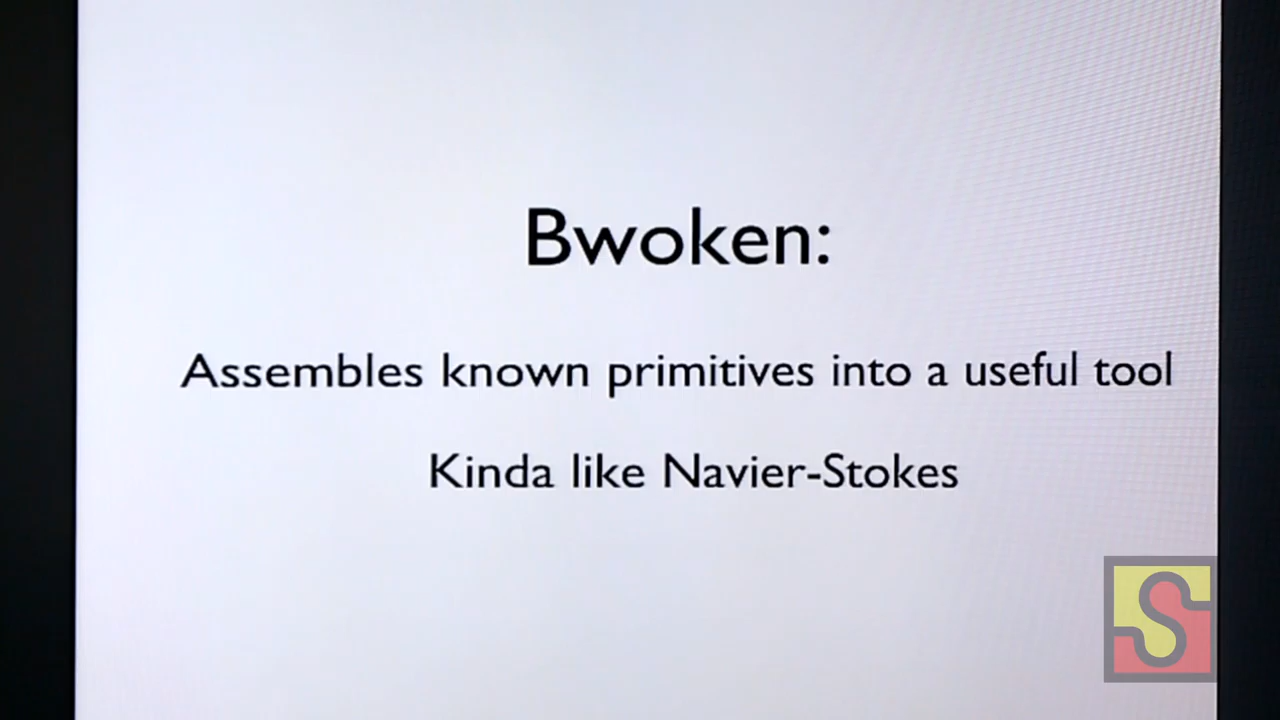 Bwoken:
Assembles known primitives into a useful tool
Kinda like Navier-Stokes